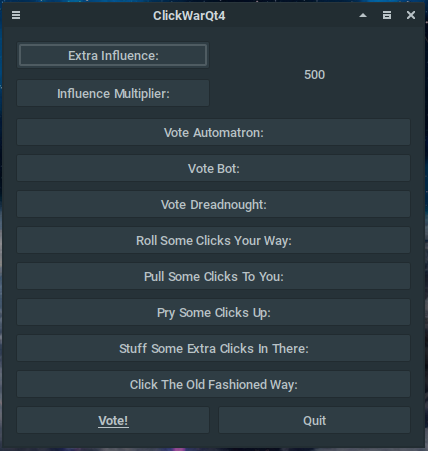 ClickWarQt4
Extra Influence:
500
Influence Multiplier:
Vote Automatron:
Vote Bot:
Vote Dreadnought:
Roll Some Clicks Your Way:
Pull Some Clicks To You:
Pry Some Clicks Up:
Stuff Some Extra Clicks In There:
Click The Old Fashioned Way:
Vote!
Quit